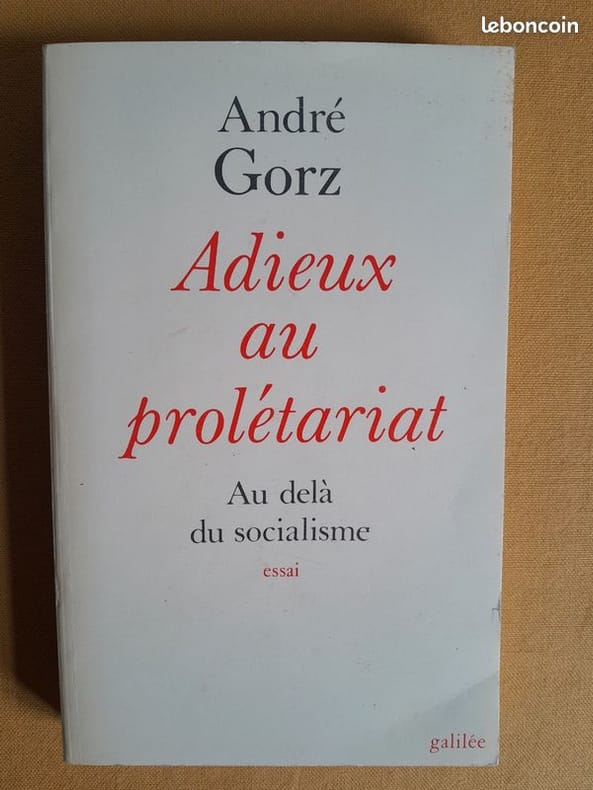 leboncoin
André
Gorz
Adieux
au
prolétariat
Au delà
du socialisme
essai
galilée